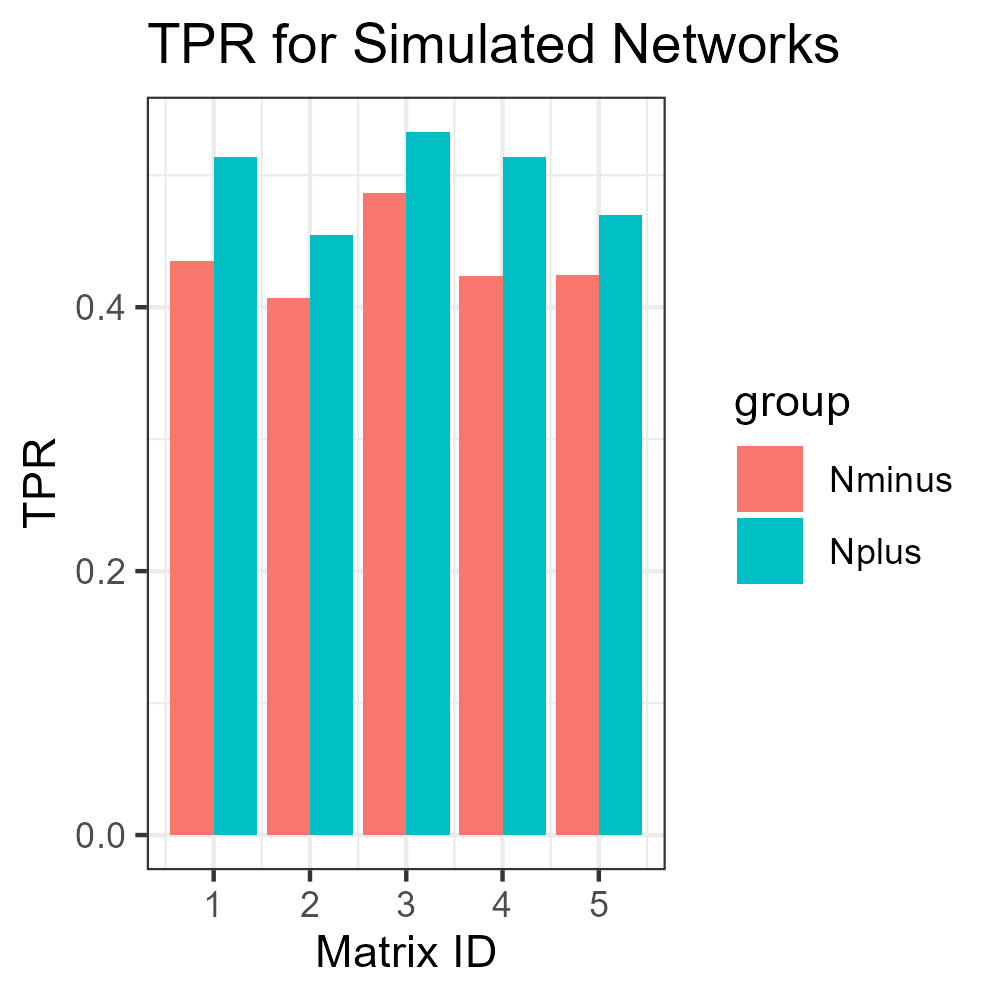 TPR for Simulated Networks
TPR
0.4
0.2
0.0
1 2 3 4 5
Matrix ID
group
Nminus
Nplus